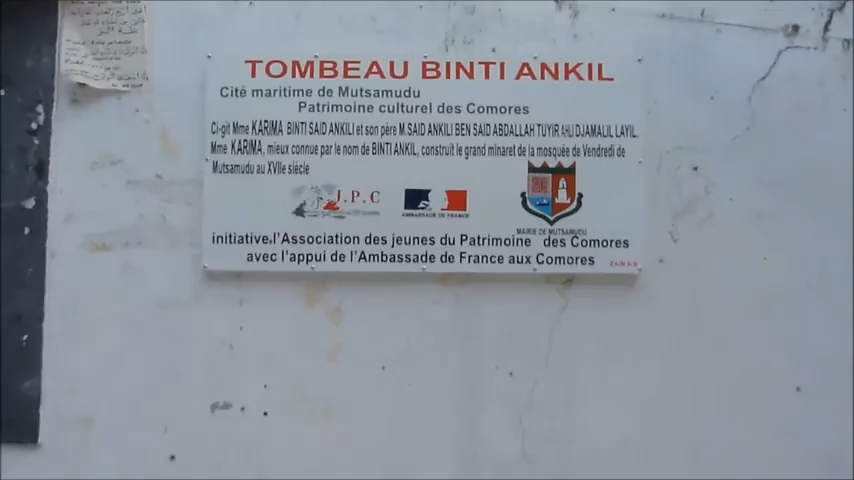 TOMBEAU BINTI ANKIL
Cité maritime de Mutsamudu
Patrimoine culturel des Comores
Ci-git Mme KARIMA BINTI SAID ANKILI et son père M.SAID ANKILI BEN SAID ABDALLAH TUYIR AHLI DJAMALIL LAYIL.
Mme KARIMA, mieux connue par le nom de BINTI ANKIL, construit le grand minaret de la mosquée de Vendredi de
Mutsamudu au XVIIe siècle
J.P.C
AMBASSADE DE FRANCE
MAIRIE DE MUTSAMUDU
initiative.l'Association des jeunes du Patrimoine des Comores
avec l'appui de l'Ambassade de France aux Comores